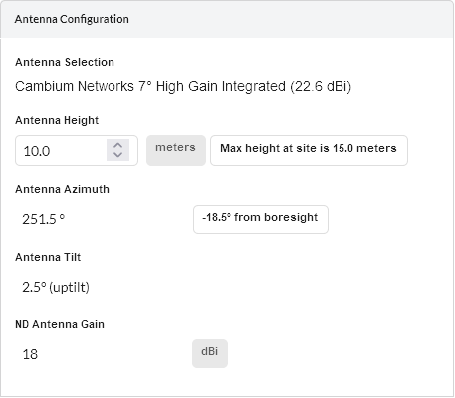 Antenna Configuration
Antenna Selection
Cambium Networks 7° High Gain Integrated (22.6 dBi)
Antenna Height
10.0 meters Max height at site is 15.0 meters
Antenna Azimuth
251.5 ° -18.5° from boresight
Antenna Tilt
2.5° (uptilt)
ND Antenna Gain
18 dBi